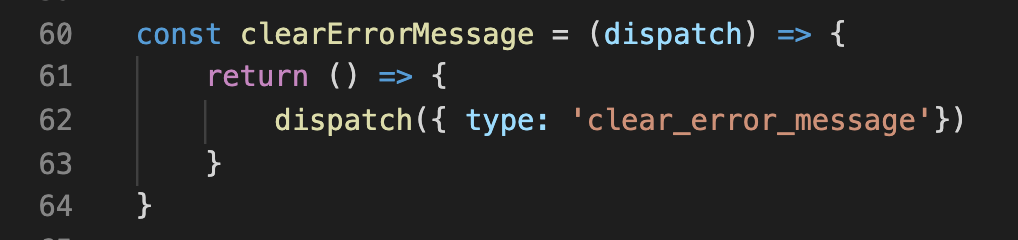 60 const clearErrorMessage = (dispatch) => {
61 return () => {
62 dispatch({ type: 'clear_error_message'})
63 }
64 }